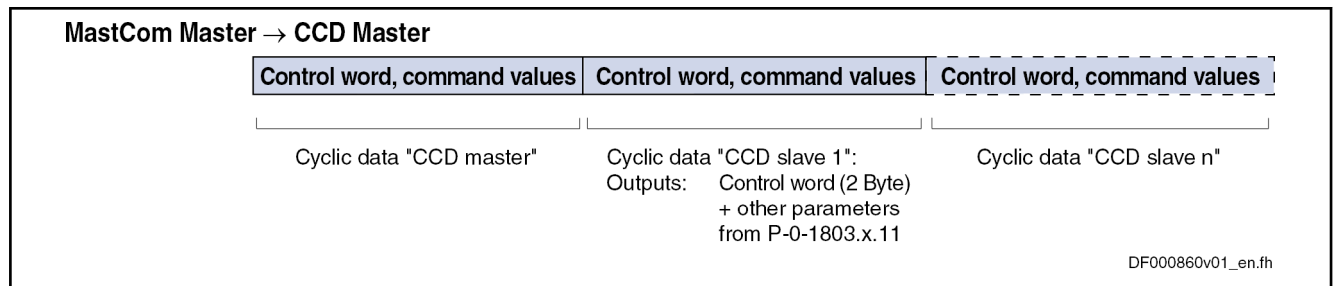 MastCom Master → CCD Master
Control word, command values Control word, command values Control word, command values
Cyclic data "CCD master" Cyclic data "CCD slave 1": Cyclic data "CCD slave n"
Outputs: Control word (2 Byte)
+ other parameters
from P-0-1803.x.11
DF000860v01_en.fh